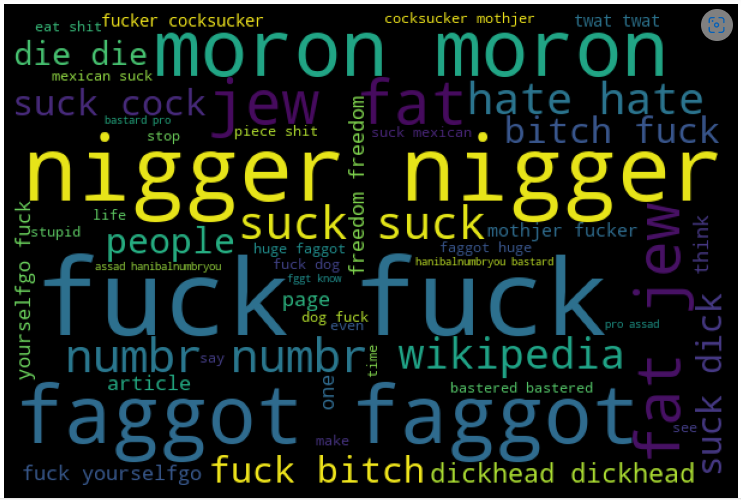 eat shit
fucker cocksucker
cocksucker mothjer
twat twat
die die
moron moron
mexican suck
suck cock
jew fat
hate hate
bastard pro
stop
piece shit
suck mexican
bitch fuck
nigger nigger
freedom freedom
life
stupid
suck suck
mothjer fucker
people
huge faggot
faggot huge
think
yourselfgo fuck
assad hanibalnumbryou
fuck dog
hanibalnumbryou bastard
fuck fuck
fggt know
page
dog fuck
even
pro assad
fat jew
numbr numbr
say
time
wikipedia
suck dick
article
one
bastered bastered
faggot faggot
make
see
fuck yourselfgo
fuck bitch
dickhead dickhead